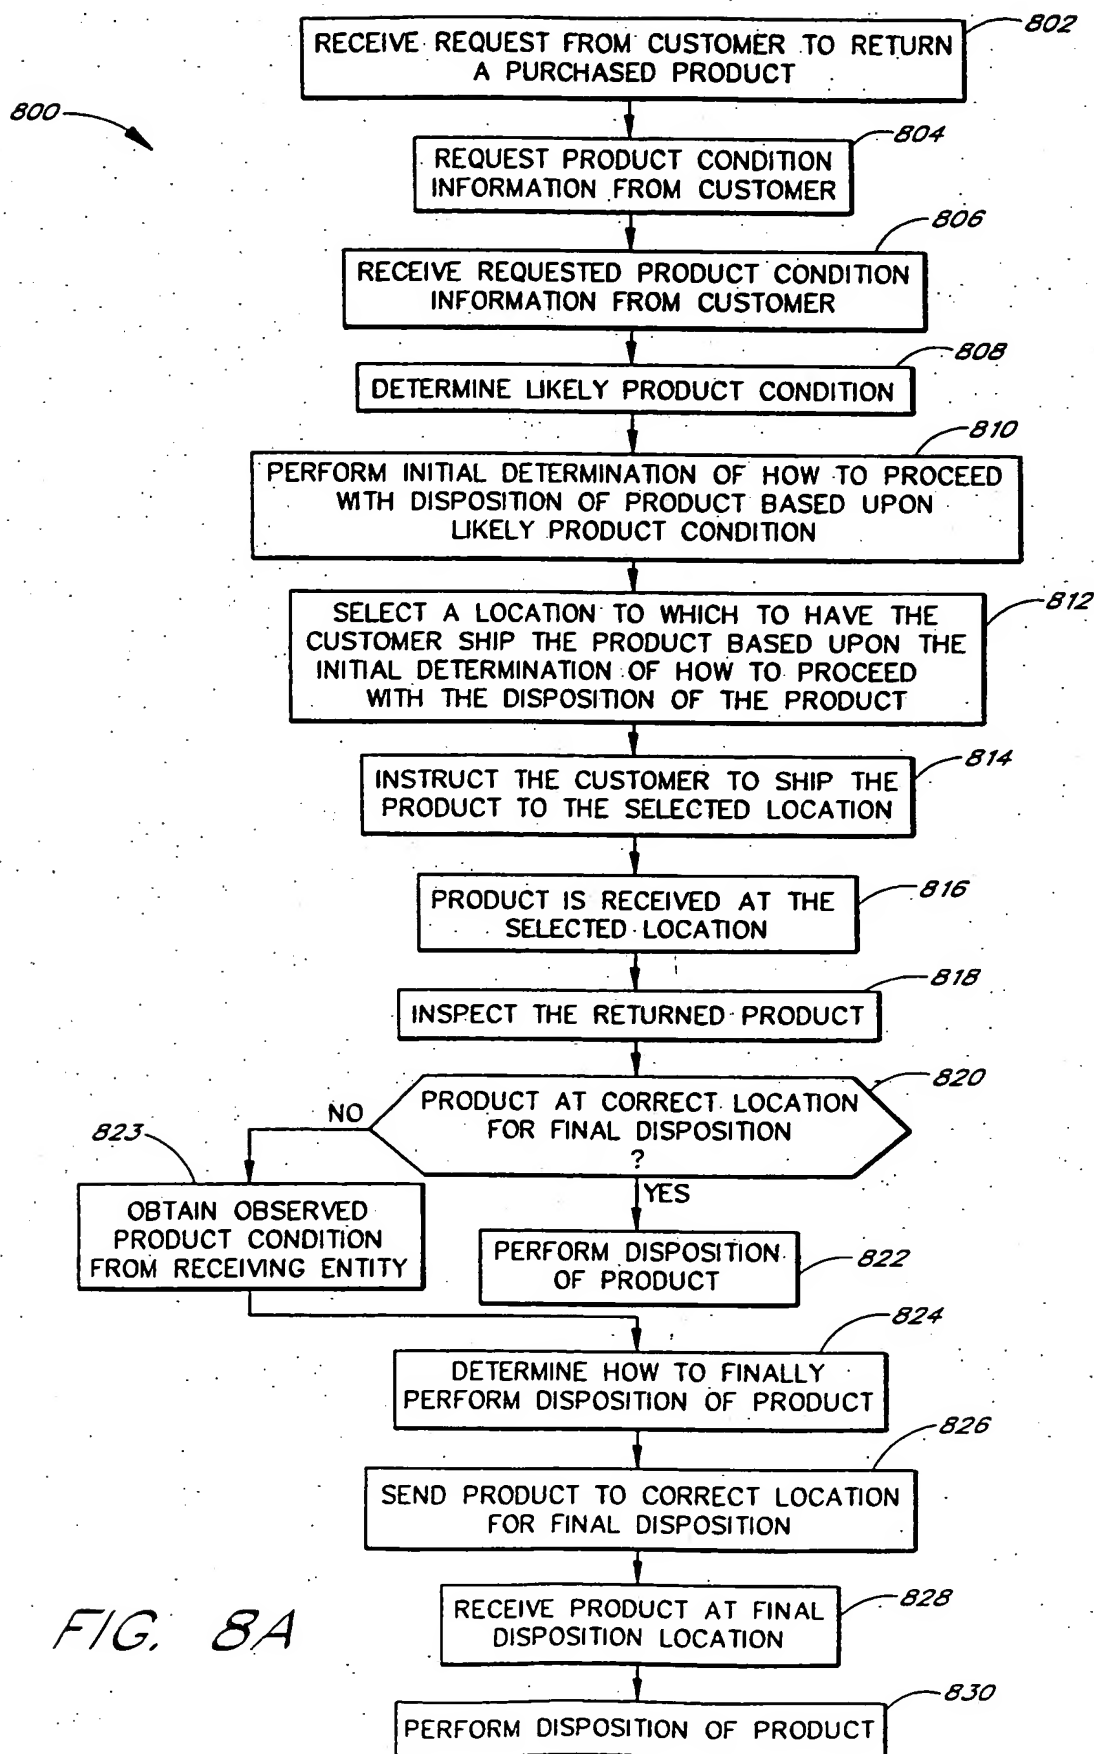 802
RECEIVE REQUEST FROM CUSTOMER TO RETURN
A PURCHASED PRODUCT
800
804
REQUEST PRODUCT CONDITION
INFORMATION FROM CUSTOMER
806
RECEIVE REQUESTED PRODUCT CONDITION
INFORMATION FROM CUSTOMER
808
DETERMINE LIKELY PRODUCT CONDITION
810
PERFORM INITIAL DETERMINATION OF HOW TO PROCEED
WITH DISPOSITION OF PRODUCT BASED UPON
LIKELY PRODUCT CONDITION
812
SELECT A LOCATION TO WHICH TO HAVE THE
CUSTOMER SHIP THE PRODUCT BASED UPON THE
INITIAL DETERMINATION OF HOW TO PROCEED
WITH THE DISPOSITION OF THE PRODUCT
814
INSTRUCT THE CUSTOMER TO SHIP THE
PRODUCT TO THE SELECTED LOCATION
816
PRODUCT IS RECEIVED AT THE
SELECTED LOCATION
818
INSPECT THE RETURNED PRODUCT
820
PRODUCT AT CORRECT LOCATION
FOR FINAL DISPOSITION
?
NO
823
YES
OBTAIN OBSERVED
PRODUCT CONDITION
FROM RECEIVING ENTITY
PERFORM DISPOSITION
OF PRODUCT
822
824
DETERMINE HOW TO FINALLY
PERFORM DISPOSITION OF PRODUCT
826
SEND PRODUCT TO CORRECT LOCATION
FOR FINAL DISPOSITION
828
RECEIVE PRODUCT AT FINAL
DISPOSITION LOCATION
830
PERFORM DISPOSITION OF PRODUCT
FIG. 8A